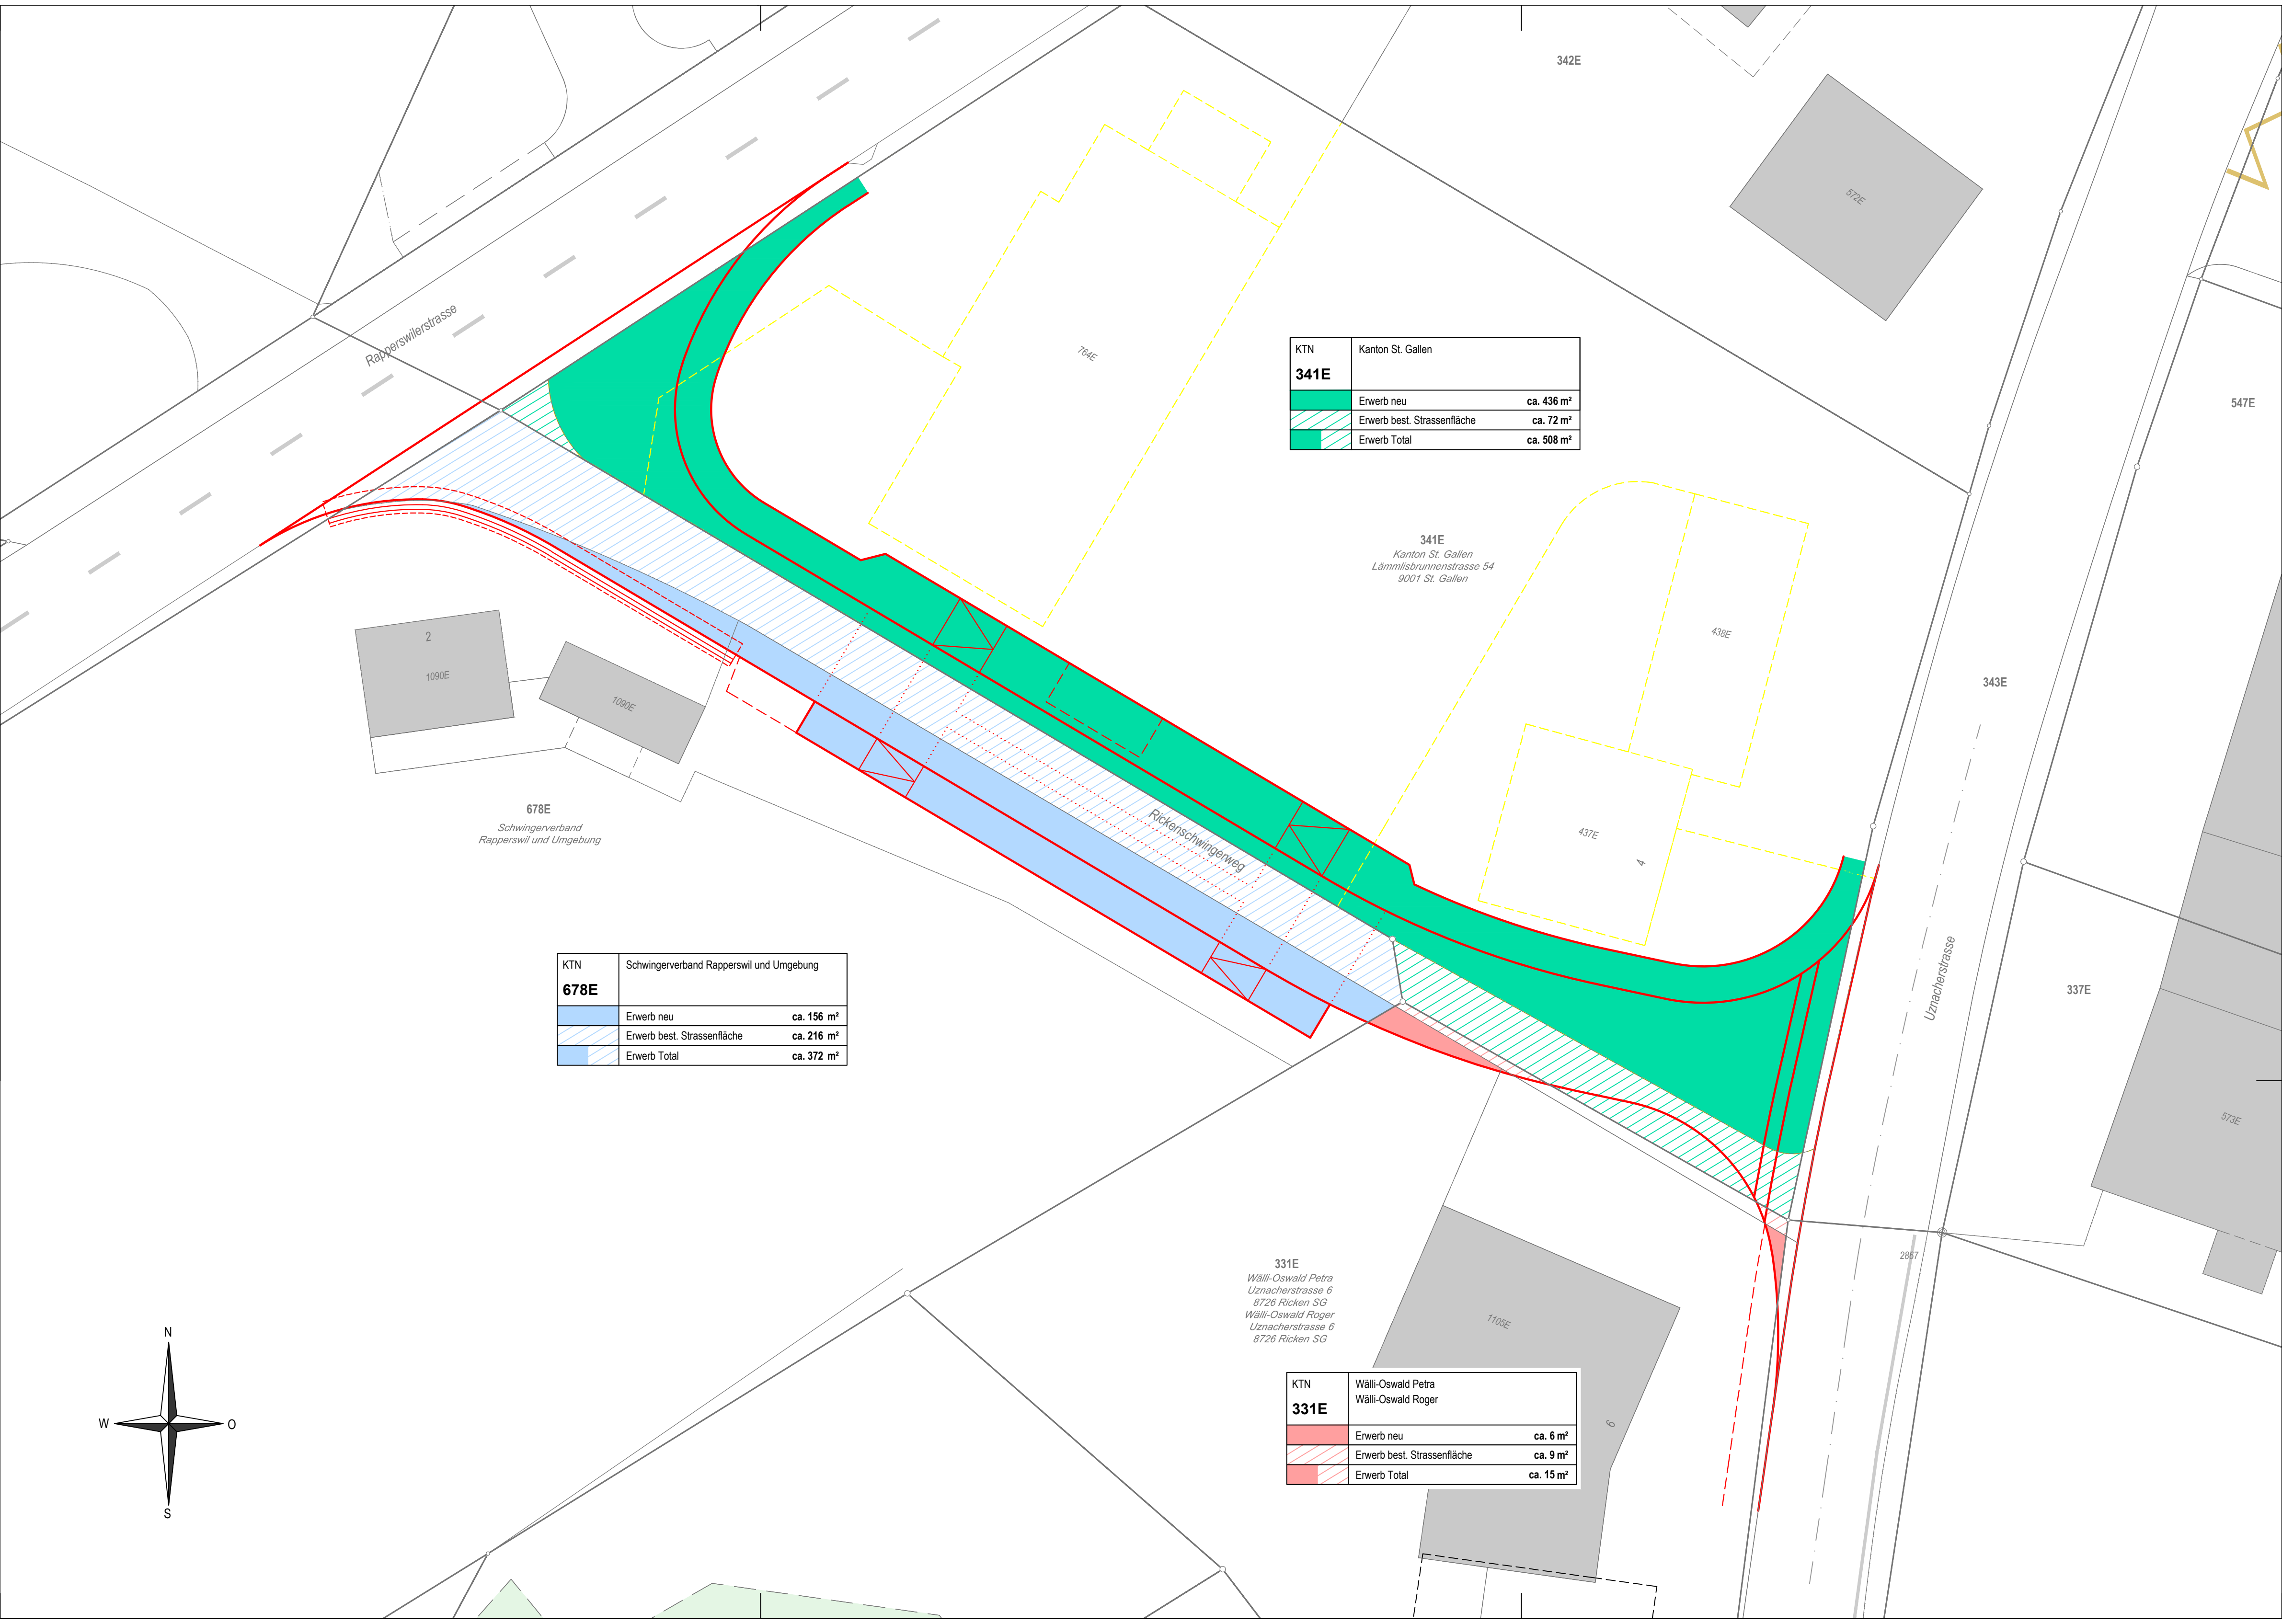 342E
572E
Rapperswilerstrasse
764E
KTN Kanton St. Gallen
341E
Erwerb neu ca. 436 m²
Erwerb best. Strassenfläche ca. 72 m²
Erwerb Total ca. 508 m²
547E
341E
Kanton St. Gallen
Lämmlisbrunnenstrasse 54
9001 St. Gallen
438E
2
1090E
1090E
343E
678E
Schwingerverband
Rapperswil und Umgebung
Rickenschwingerweg
437E
4
Uznacherstrasse
337E
KTN Schwingerverband Rapperswil und Umgebung
678E
Erwerb neu ca. 156 m²
Erwerb best. Strassenfläche ca. 216 m²
Erwerb Total ca. 372 m²
573E
2867
331E
Wälli-Oswald Petra
Uznacherstrasse 6
8726 Ricken SG
Wälli-Oswald Roger
Uznacherstrasse 6
8726 Ricken SG
1105E
N
W O
S
KTN Wälli-Oswald Petra
Wälli-Oswald Roger
331E
6
Erwerb neu ca. 6 m²
Erwerb best. Strassenfläche ca. 9 m²
Erwerb Total ca. 15 m²